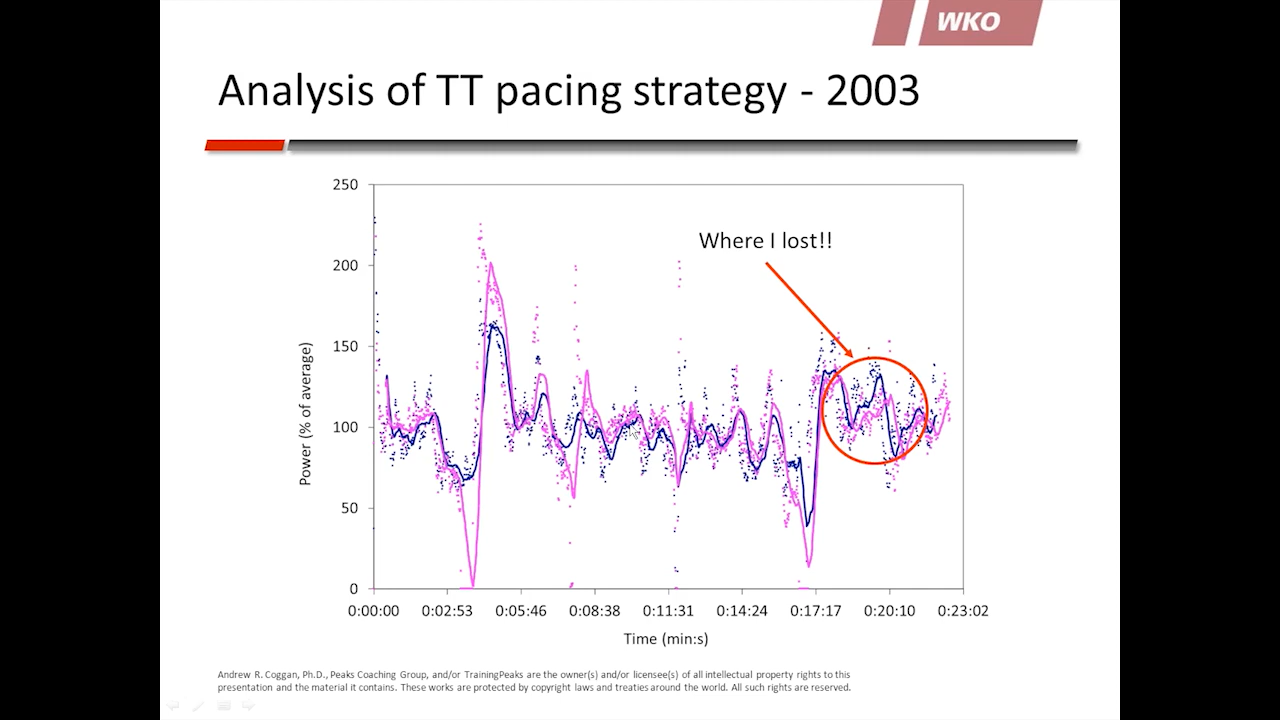 WKO
Analysis of TT pacing strategy - 2003
250
200
150
100
50
0
Power (% of average)
Where I lost!!
0:00:00 0:02:53 0:05:46 0:08:38 0:11:31 0:14:24 0:17:17 0:20:10 0:23:02
Time (min:s)
Andrew R. Coggan, Ph.D., Peaks Coaching Group, and/or TrainingPeaks are the owner(s) and/or licensee(s) of all intellectual property rights to this
presentation and the material it contains. These works are protected by copyright laws and treaties around the world. All such rights are reserved.